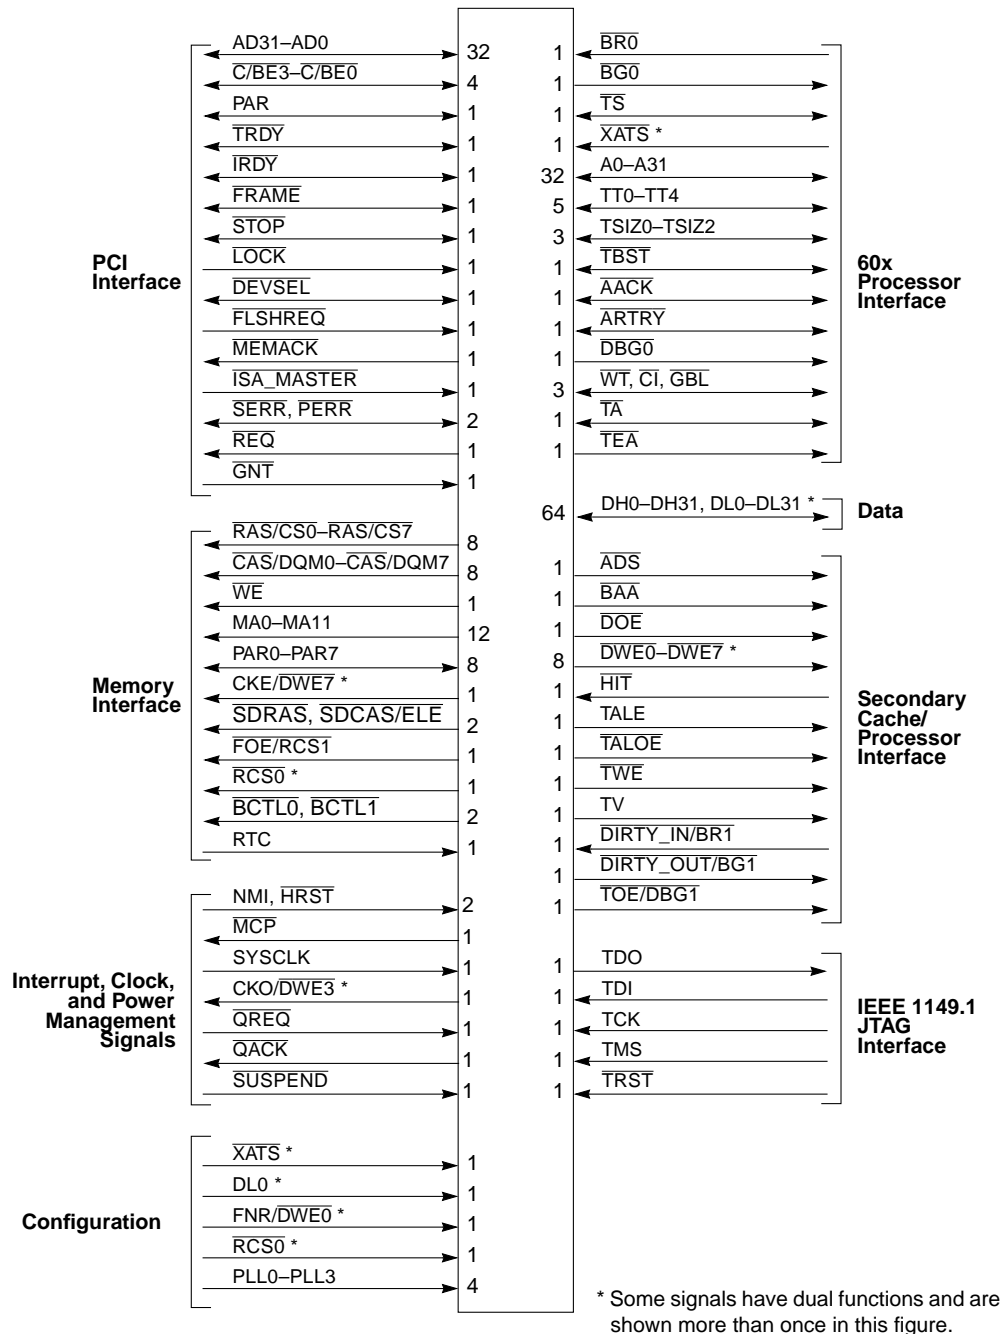 AD31–AD0
32
C/BE3–C/BE0
4
PAR
1
TRDY
1
IRDY
1
FRAME
1
STOP
1
LOCK
1
DEVSEL
1
FLSHREQ
1
MEMACK
1
ISA_MASTER
1
SERR, PERR
2
REQ
1
GNT
1
PCI
Interface
RAS/CS0–RAS/CS7
8
CAS/DQM0–CAS/DQM7
8
WE
1
MA0–MA11
12
PAR0–PAR7
8
CKE/DWE7 *
1
SDRAS, SDCAS/ELE
2
FOE/RCS1
1
RCS0 *
1
BCTL0, BCTL1
2
RTC
1
Memory
Interface
NMI, HRST
2
MCP
1
SYSCLK
1
CKO/DWE3 *
1
QREQ
1
QACK
1
SUSPEND
1
Interrupt, Clock,
and Power
Management
Signals
XATS *
1
DL0 *
1
FNR/DWE0 *
1
RCS0 *
1
PLL0–PLL3
4
Configuration
1
BR0
1
BG0
1
TS
1
XATS *
32
A0–A31
5
TT0–TT4
3
TSIZ0–TSIZ2
1
TBST
1
AACK
1
ARTRY
1
DBG0
3
WT, CI, GBL
1
TA
1
TEA
60x
Processor
Interface
64
DH0–DH31, DL0–DL31 *
Data
1
ADS
1
BAA
1
DOE
8
DWE0–DWE7 *
1
HIT
1
TALE
1
TALOE
1
TWE
1
TV
1
DIRTY_IN/BR1
1
DIRTY_OUT/BG1
1
TOE/DBG1
Secondary
Cache/
Processor
Interface
1
TDO
1
TDI
1
TCK
1
TMS
1
TRST
IEEE 1149.1
JTAG
Interface
* Some signals have dual functions and are
shown more than once in this figure.